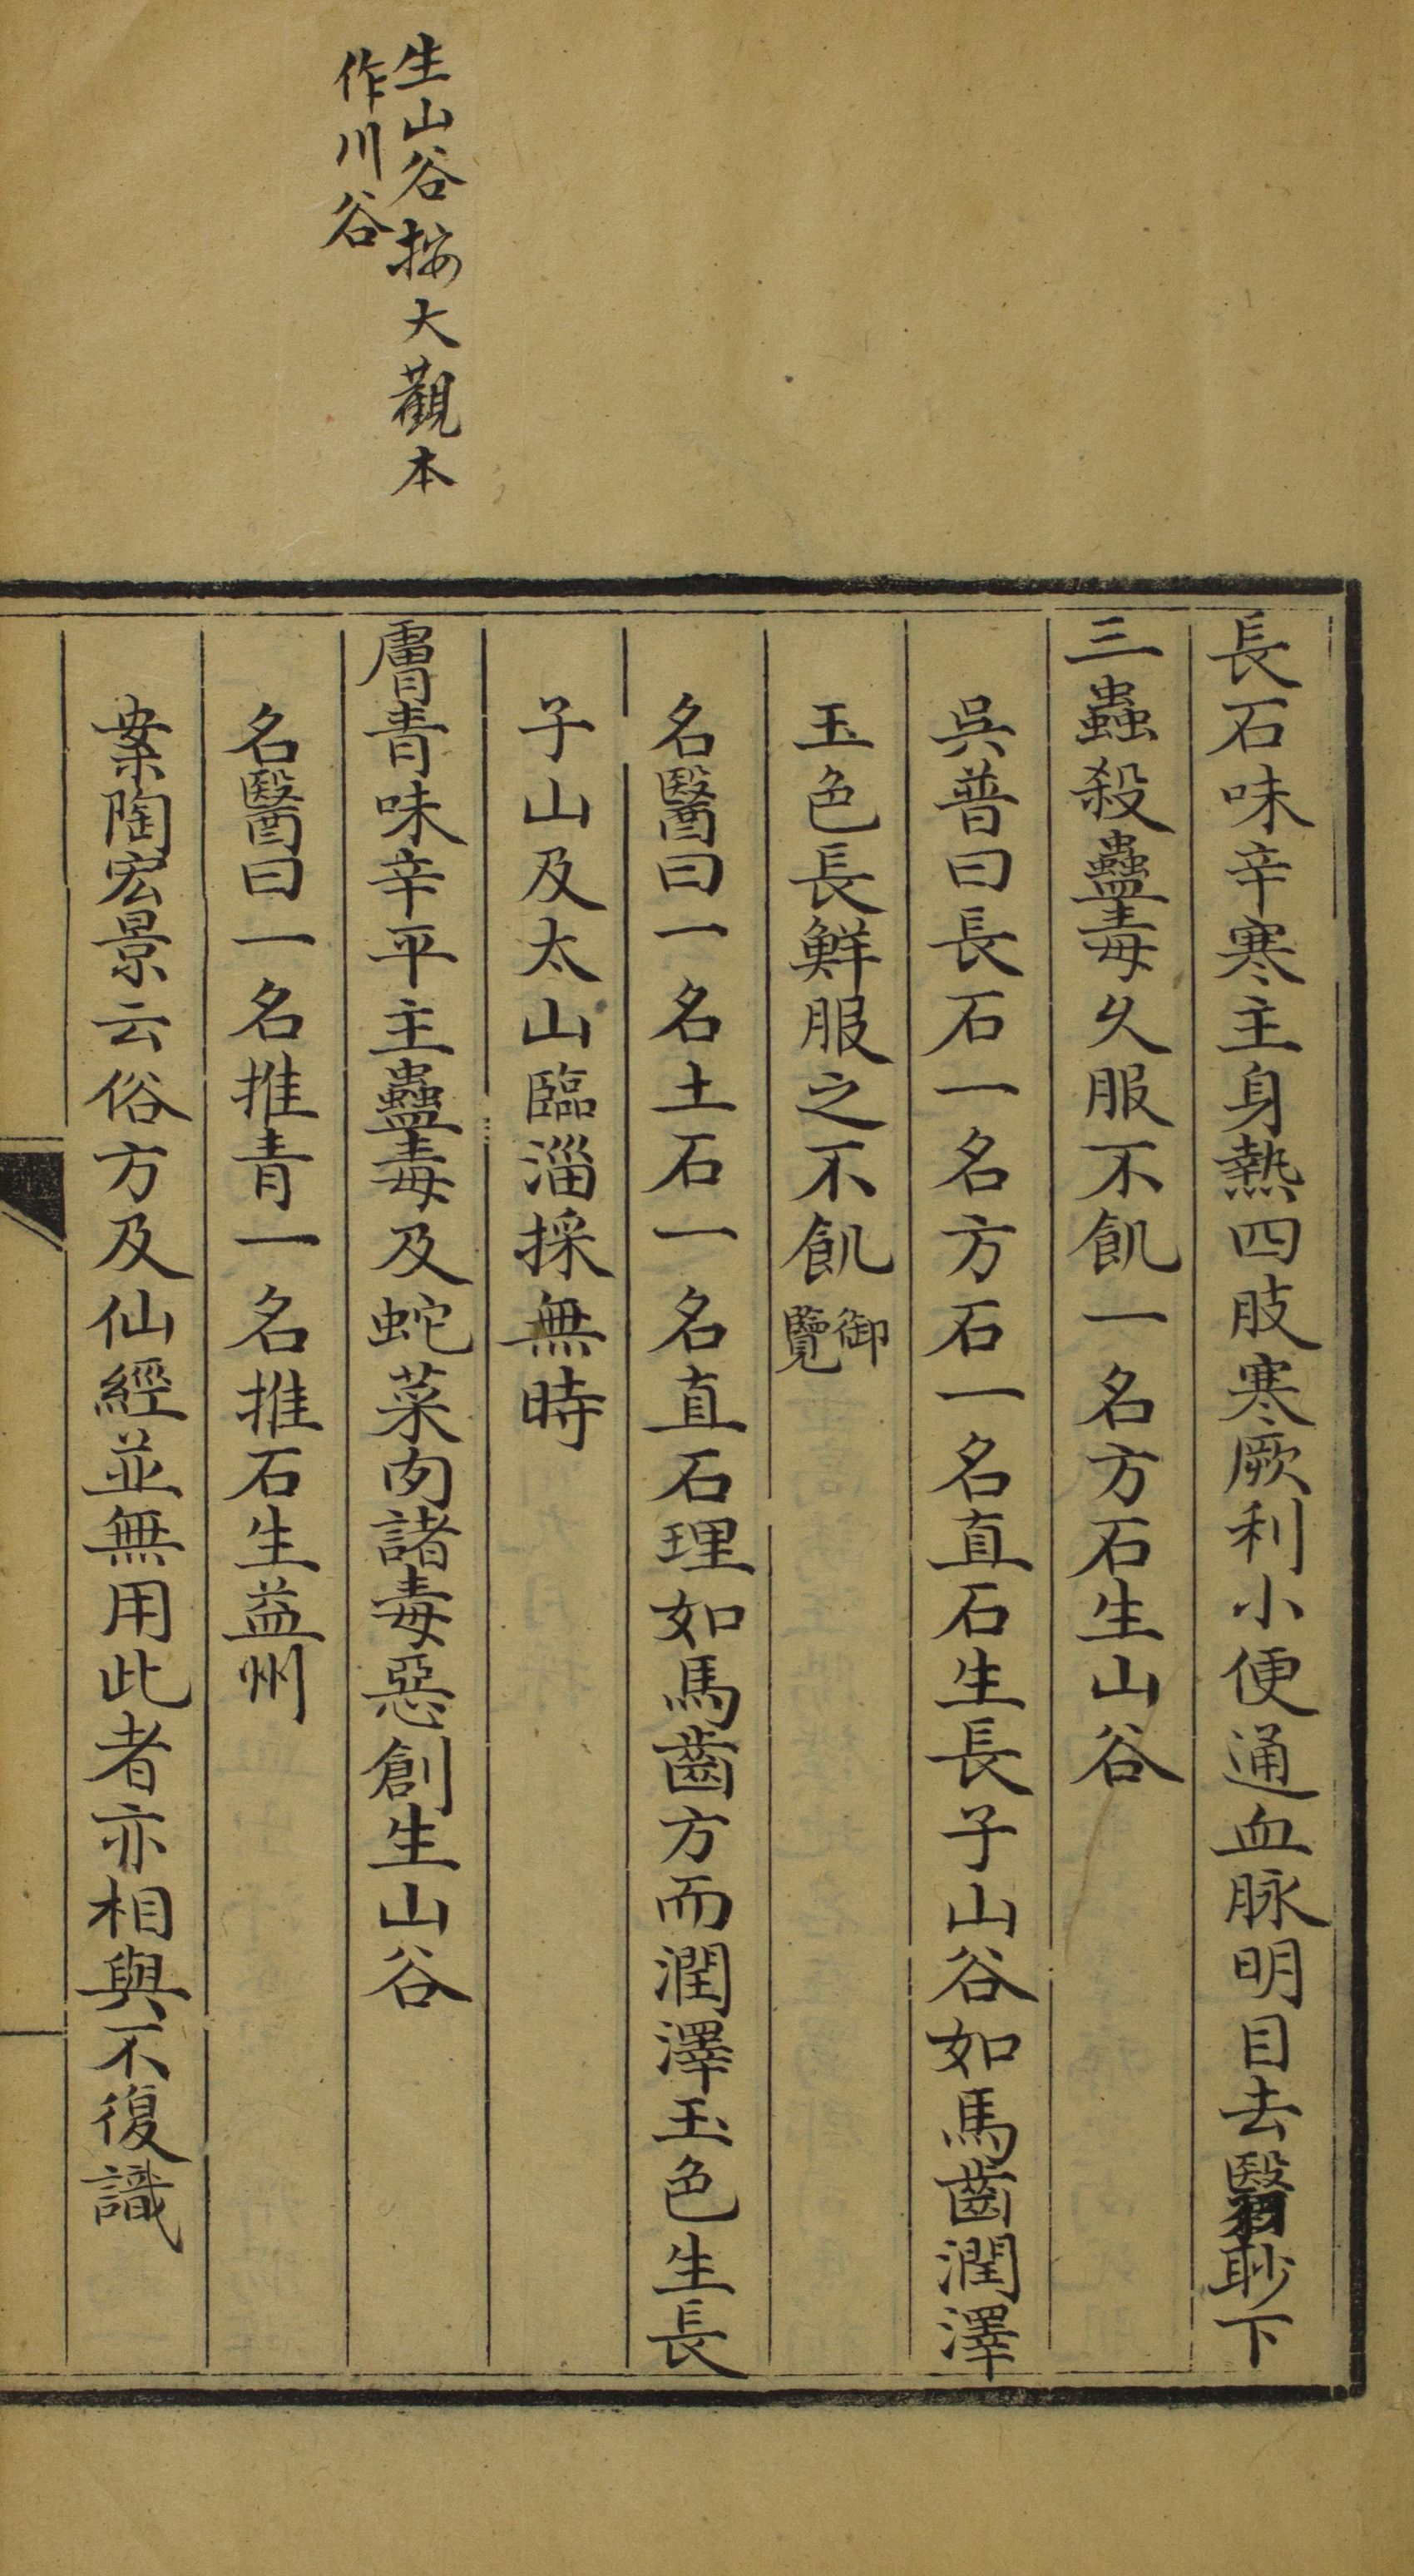 生山谷按大觀本
作川谷
長石味辛寒主身熱四肢寒厥利小便通血脉明目去翳眇下
三蟲殺蠱毒久服不飢一名方石生山谷
吳普曰長石一名方石一名直石生長子山谷如馬齒潤澤
玉色長鮮服之不飢御覽
名醫曰一名土石一名直石理如馬齒方而潤澤玉色生長
子山及太山臨淄採無時
膚青味辛平主蠱毒及蛇菜肉諸毒惡創生山谷
名醫曰一名推青一名推石生益州
案陶宏景云俗方及仙經並無用此者亦相與不復識